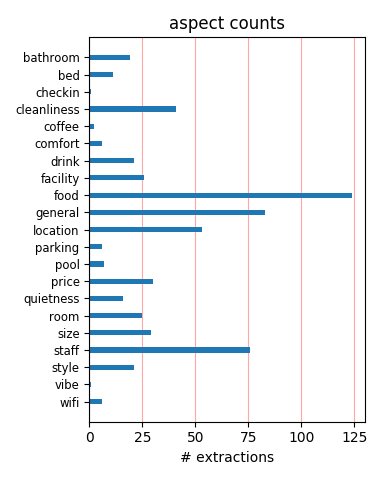 aspect counts
bathroom
bed
checkin
cleanliness
coffee
comfort
drink
facility
food
general
location
parking
pool
price
quietness
room
size
staff
style
vibe
wifi
0 25 50 75 100 125
# extractions